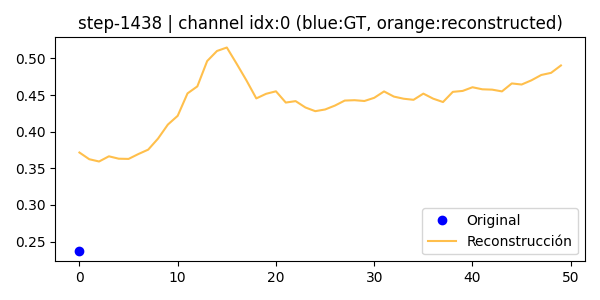 step-1438 | channel idx:0 (blue:GT, orange:reconstructed)
0.50
0.45
0.40
0.35
0.30
0.25
Original
Reconstrucción
0 10 20 30 40 50